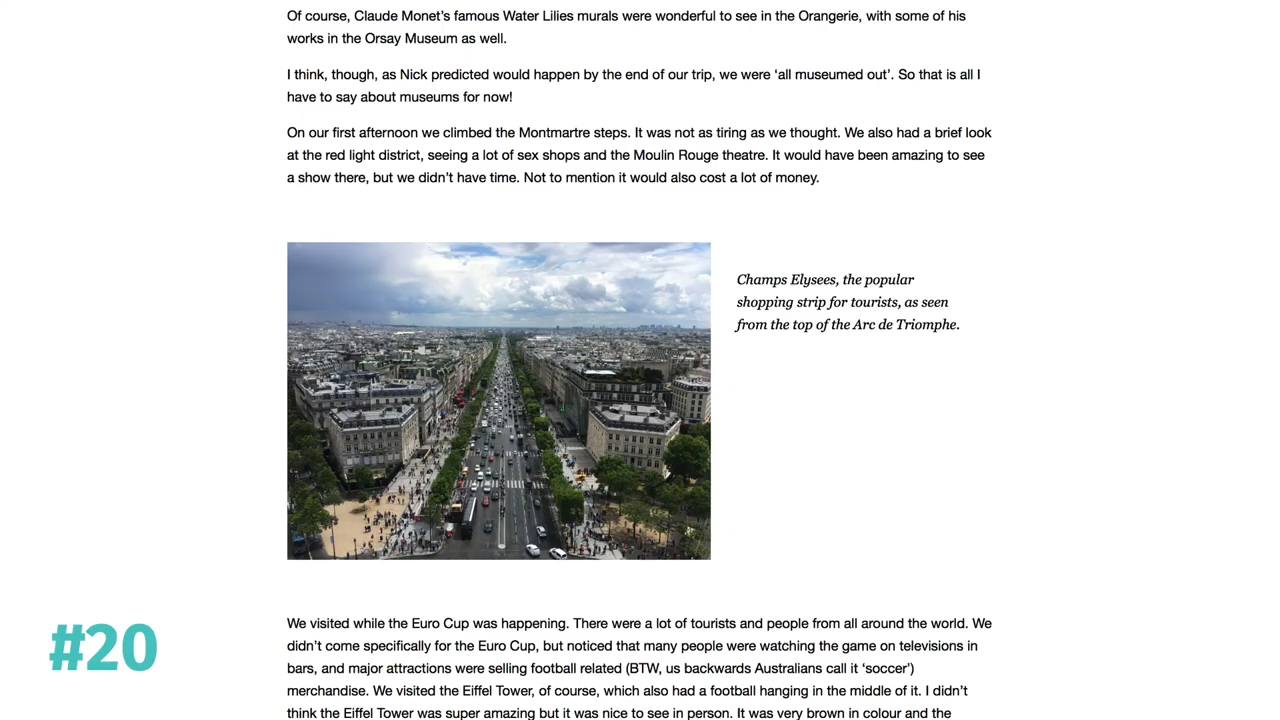 Of course, Claude Monet’s famous Water Lilies murals were wonderful to see in the Orangerie, with some of his
works in the Orsay Museum as well.
I think, though, as Nick predicted would happen by the end of our trip, we were ‘all museumed out’. So that is all I
have to say about museums for now!
On our first afternoon we climbed the Montmartre steps. It was not as tiring as we thought. We also had a brief look
at the red light district, seeing a lot of sex shops and the Moulin Rouge theatre. It would have been amazing to see
a show there, but we didn’t have time. Not to mention it would also cost a lot of money.
Champs Elysees, the popular
shopping strip for tourists, as seen
from the top of the Arc de Triomphe.
#20
We visited while the Euro Cup was happening. There were a lot of tourists and people from all around the world. We
didn’t come specifically for the Euro Cup, but noticed that many people were watching the game on televisions in
bars, and major attractions were selling football related (BTW, us backwards Australians call it ‘soccer’)
merchandise. We visited the Eiffel Tower, of course, which also had a football hanging in the middle of it. I didn’t
think the Eiffel Tower was super amazing but it was nice to see in person. It was very brown in colour and the